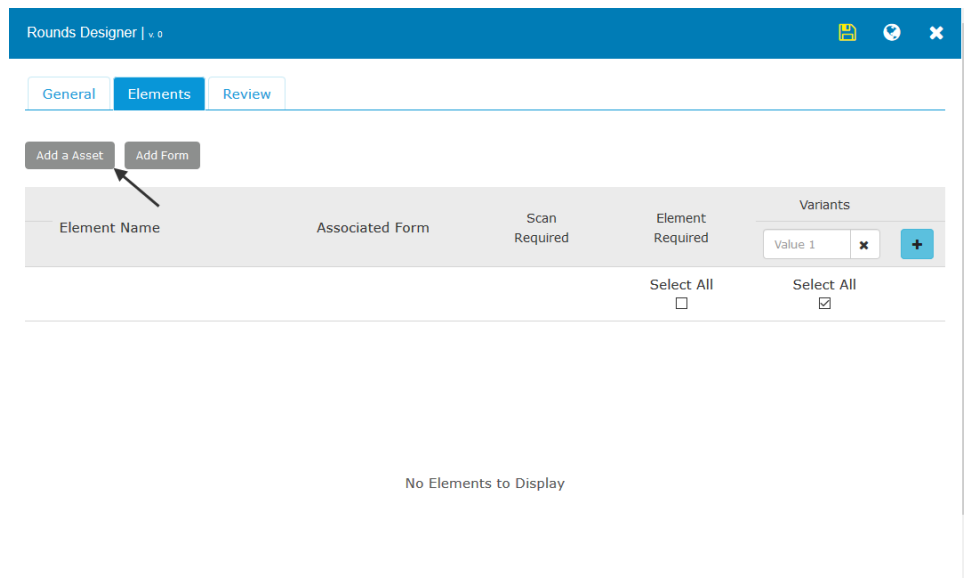 Rounds Designer | v. 0
General Elements Review
Add a Asset Add Form
Element Name Associated Form Scan Required Element Required Variants
Value 1
Select All Select All
No Elements to Display